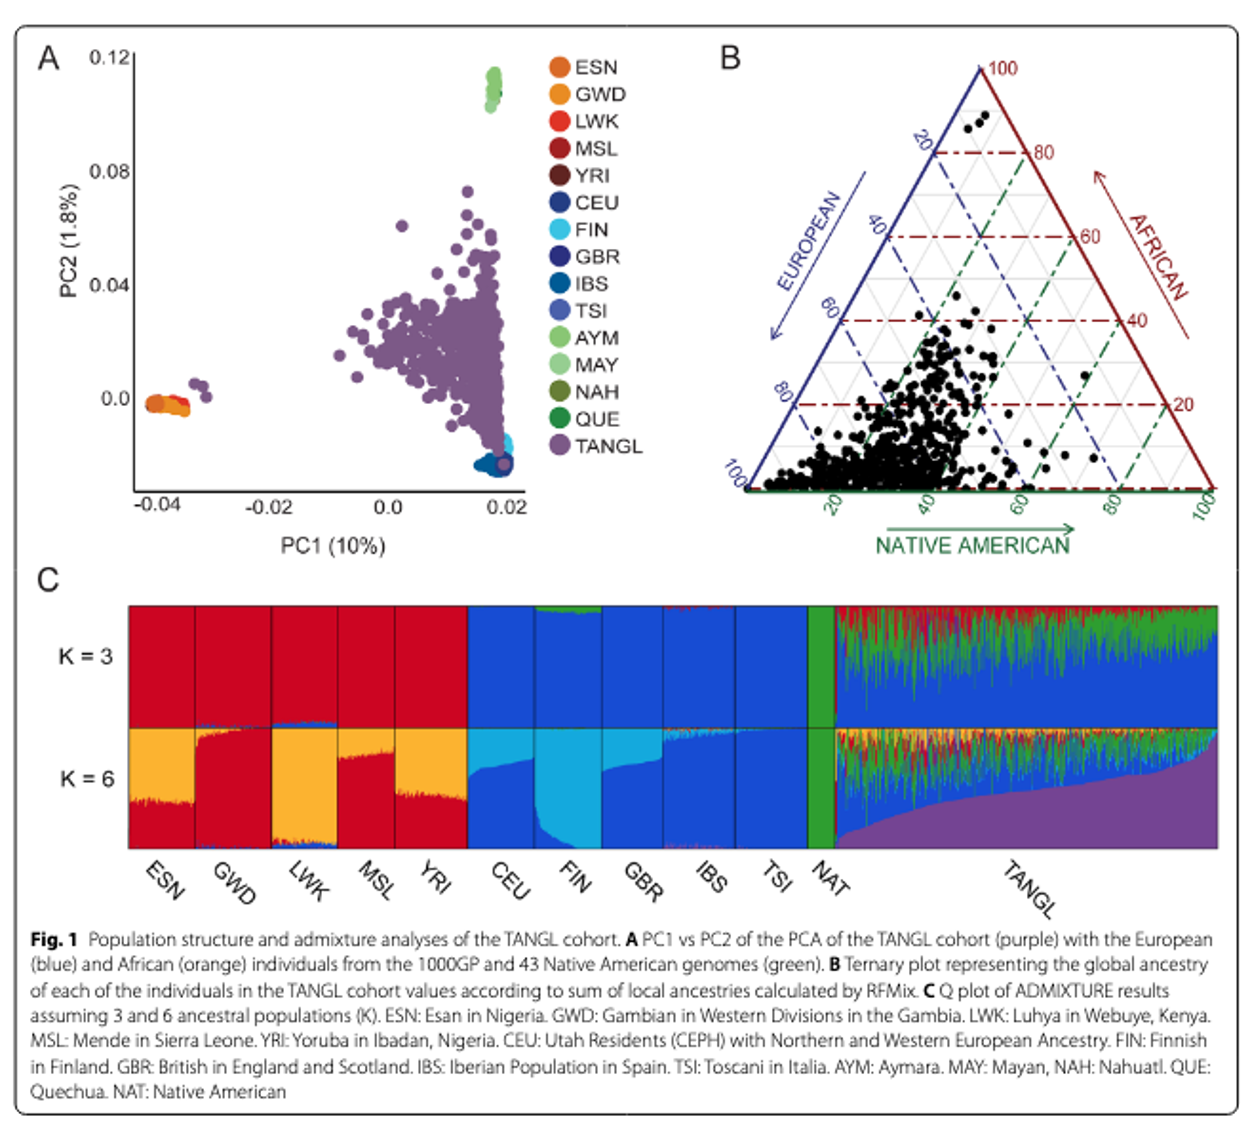 A
0.12
0.08
0.04
0.0
PC2 (1.8%)
-0.04
-0.02
0.0
0.02
PC1 (10%)
ESN
GWD
LWK
MSL
YRI
CEU
FIN
GBR
IBS
TSI
AYM
MAY
NAH
QUE
TANGL
B
100
80
60
40
20
20
40
60
80
100
EUROPEAN
AFRICAN
20
40
60
80
100
NATIVE AMERICAN
C
K = 3
K = 6
ESN
GWD
LWK
MSL
YRI
CEU
FIN
GBR
IBS
TSI
NAT
TANGL
Fig. 1 Population structure and admixture analyses of the TANGL cohort. A PC1 vs PC2 of the PCA of the TANGL cohort (purple) with the European
(blue) and African (orange) individuals from the 1000GP and 43 Native American genomes (green). B Ternary plot representing the global ancestry
of each of the individuals in the TANGL cohort values according to sum of local ancestries calculated by RFMix. C Q plot of ADMIXTURE results
assuming 3 and 6 ancestral populations (K). ESN: Esan in Nigeria. GWD: Gambian in Western Divisions in the Gambia. LWK: Luhya in Webuye, Kenya.
MSL: Mende in Sierra Leone. YRI: Yoruba in Ibadan, Nigeria. CEU: Utah Residents (CEPH) with Northern and Western European Ancestry. FIN: Finnish
in Finland. GBR: British in England and Scotland. IBS: Iberian Population in Spain. TSI: Toscani in Italia. AYM: Aymara. MAY: Mayan, NAH: Nahuatl. QUE:
Quechua. NAT: Native American